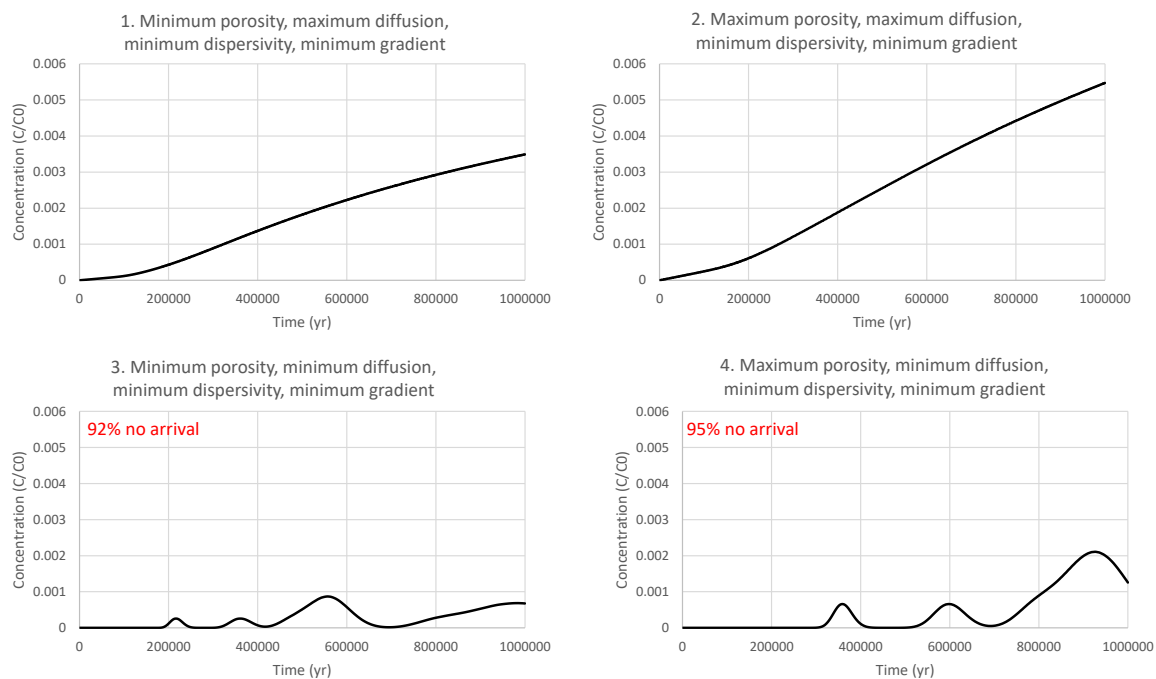 1. Minimum porosity, maximum diffusion,
minimum dispersivity, minimum gradient
0.006
0.005
0.004
0.003
0.002
0.001
0
Concentration (C/C0)
0 200000 400000 600000 800000 1000000
Time (yr)
2. Maximum porosity, maximum diffusion,
minimum dispersivity, minimum gradient
0.006
0.005
0.004
0.003
0.002
0.001
0
Concentration (C/C0)
0 200000 400000 600000 800000 1000000
Time (yr)
3. Minimum porosity, minimum diffusion,
minimum dispersivity, minimum gradient
92% no arrival
0.006
0.005
0.004
0.003
0.002
0.001
0
Concentration (C/C0)
0 200000 400000 600000 800000 1000000
Time (yr)
4. Maximum porosity, minimum diffusion,
minimum dispersivity, minimum gradient
95% no arrival
0.006
0.005
0.004
0.003
0.002
0.001
0
Concentration (C/C0)
0 200000 400000 600000 800000 1000000
Time (yr)